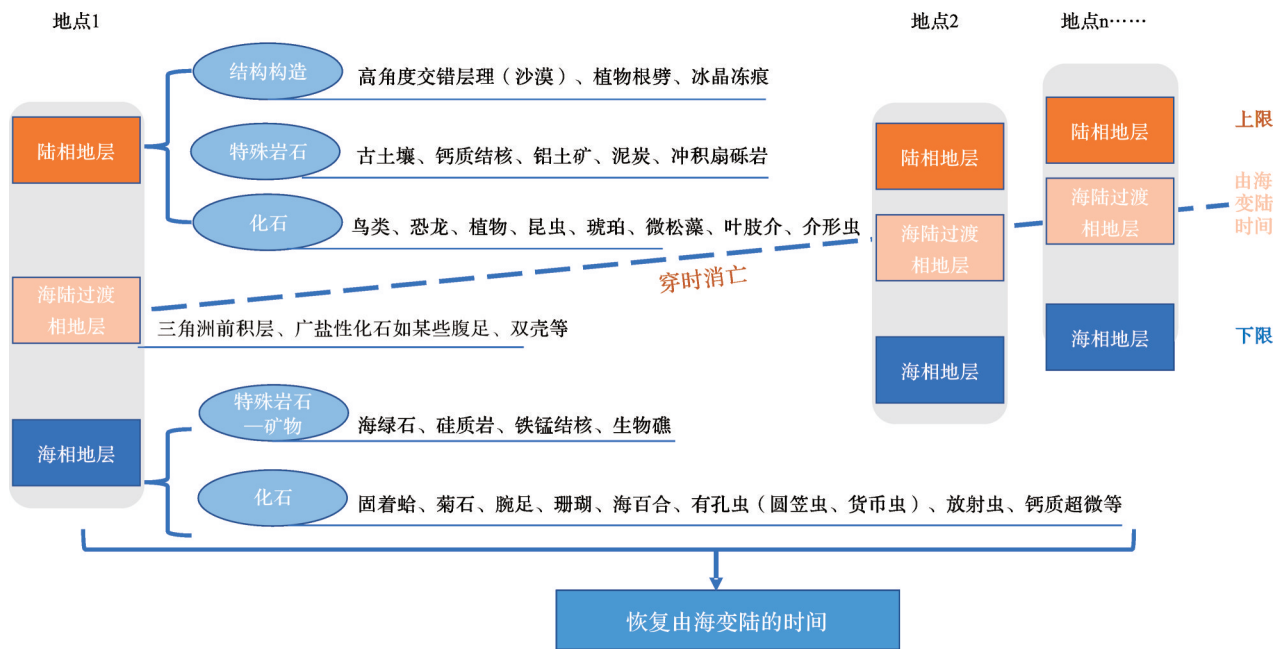 地点1
地点2
地点n……
结构构造
高角度交错层理（沙漠）、植物根劈、冰晶冻痕
陆相地层
特殊岩石
古土壤、钙质结核、铝土矿、泥炭、冲积扇砾岩
化石
鸟类、恐龙、植物、昆虫、琥珀、微松藻、叶肢介、介形虫
海陆过渡
相地层
三角洲前积层、广盐性化石如某些腹足、双壳等
穿时消亡
海相地层
特殊岩石
—矿物
海绿石、硅质岩、铁锰结核、生物礁
化石
固着蛤、菊石、腕足、珊瑚、海百合、有孔虫（圆笠虫、货币虫）、放射虫、钙质超微等
陆相地层
海陆过渡
相地层
海相地层
陆相地层
海陆过渡
相地层
海相地层
上限
由海
变陆
时间
下限
恢复由海变陆的时间